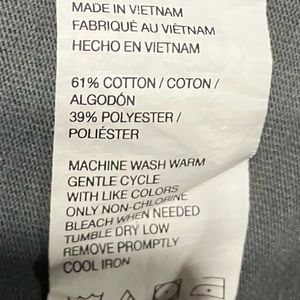 MADE IN VIETNAM
FABRIQUÉ AU VIÊTNAM
HECHO EN VIETNAM
61% COTTON / COTON /
ALGODÓN
39% POLYESTER /
POLIÉSTER
MACHINE WASH WARM
GENTLE CYCLE
WITH LIKE COLORS
ONLY NON-CHLORINE
BLEACH WHEN NEEDED
TUMBLE DRY LOW
REMOVE PROMPTLY
COOL IRON